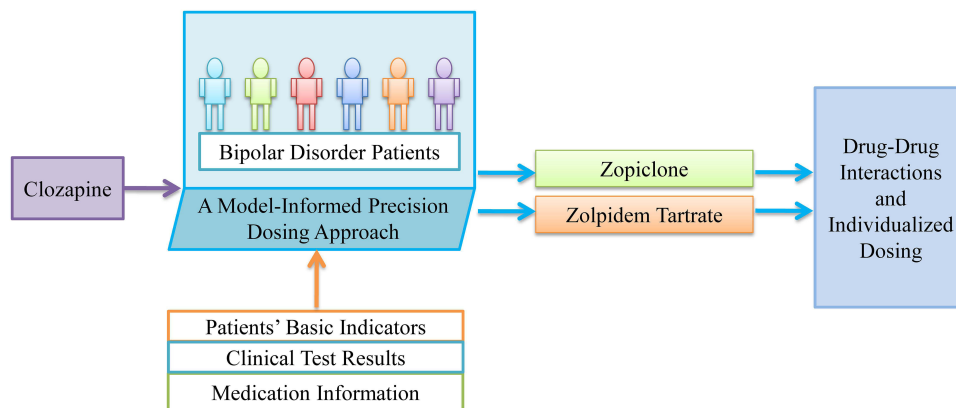 Clozapine
Bipolar Disorder Patients
A Model-Informed Precision
Dosing Approach
Patients’ Basic Indicators
Clinical Test Results
Medication Information
Zopiclone
Zolpidem Tartrate
Drug-Drug
Interactions
and
Individualized
Dosing